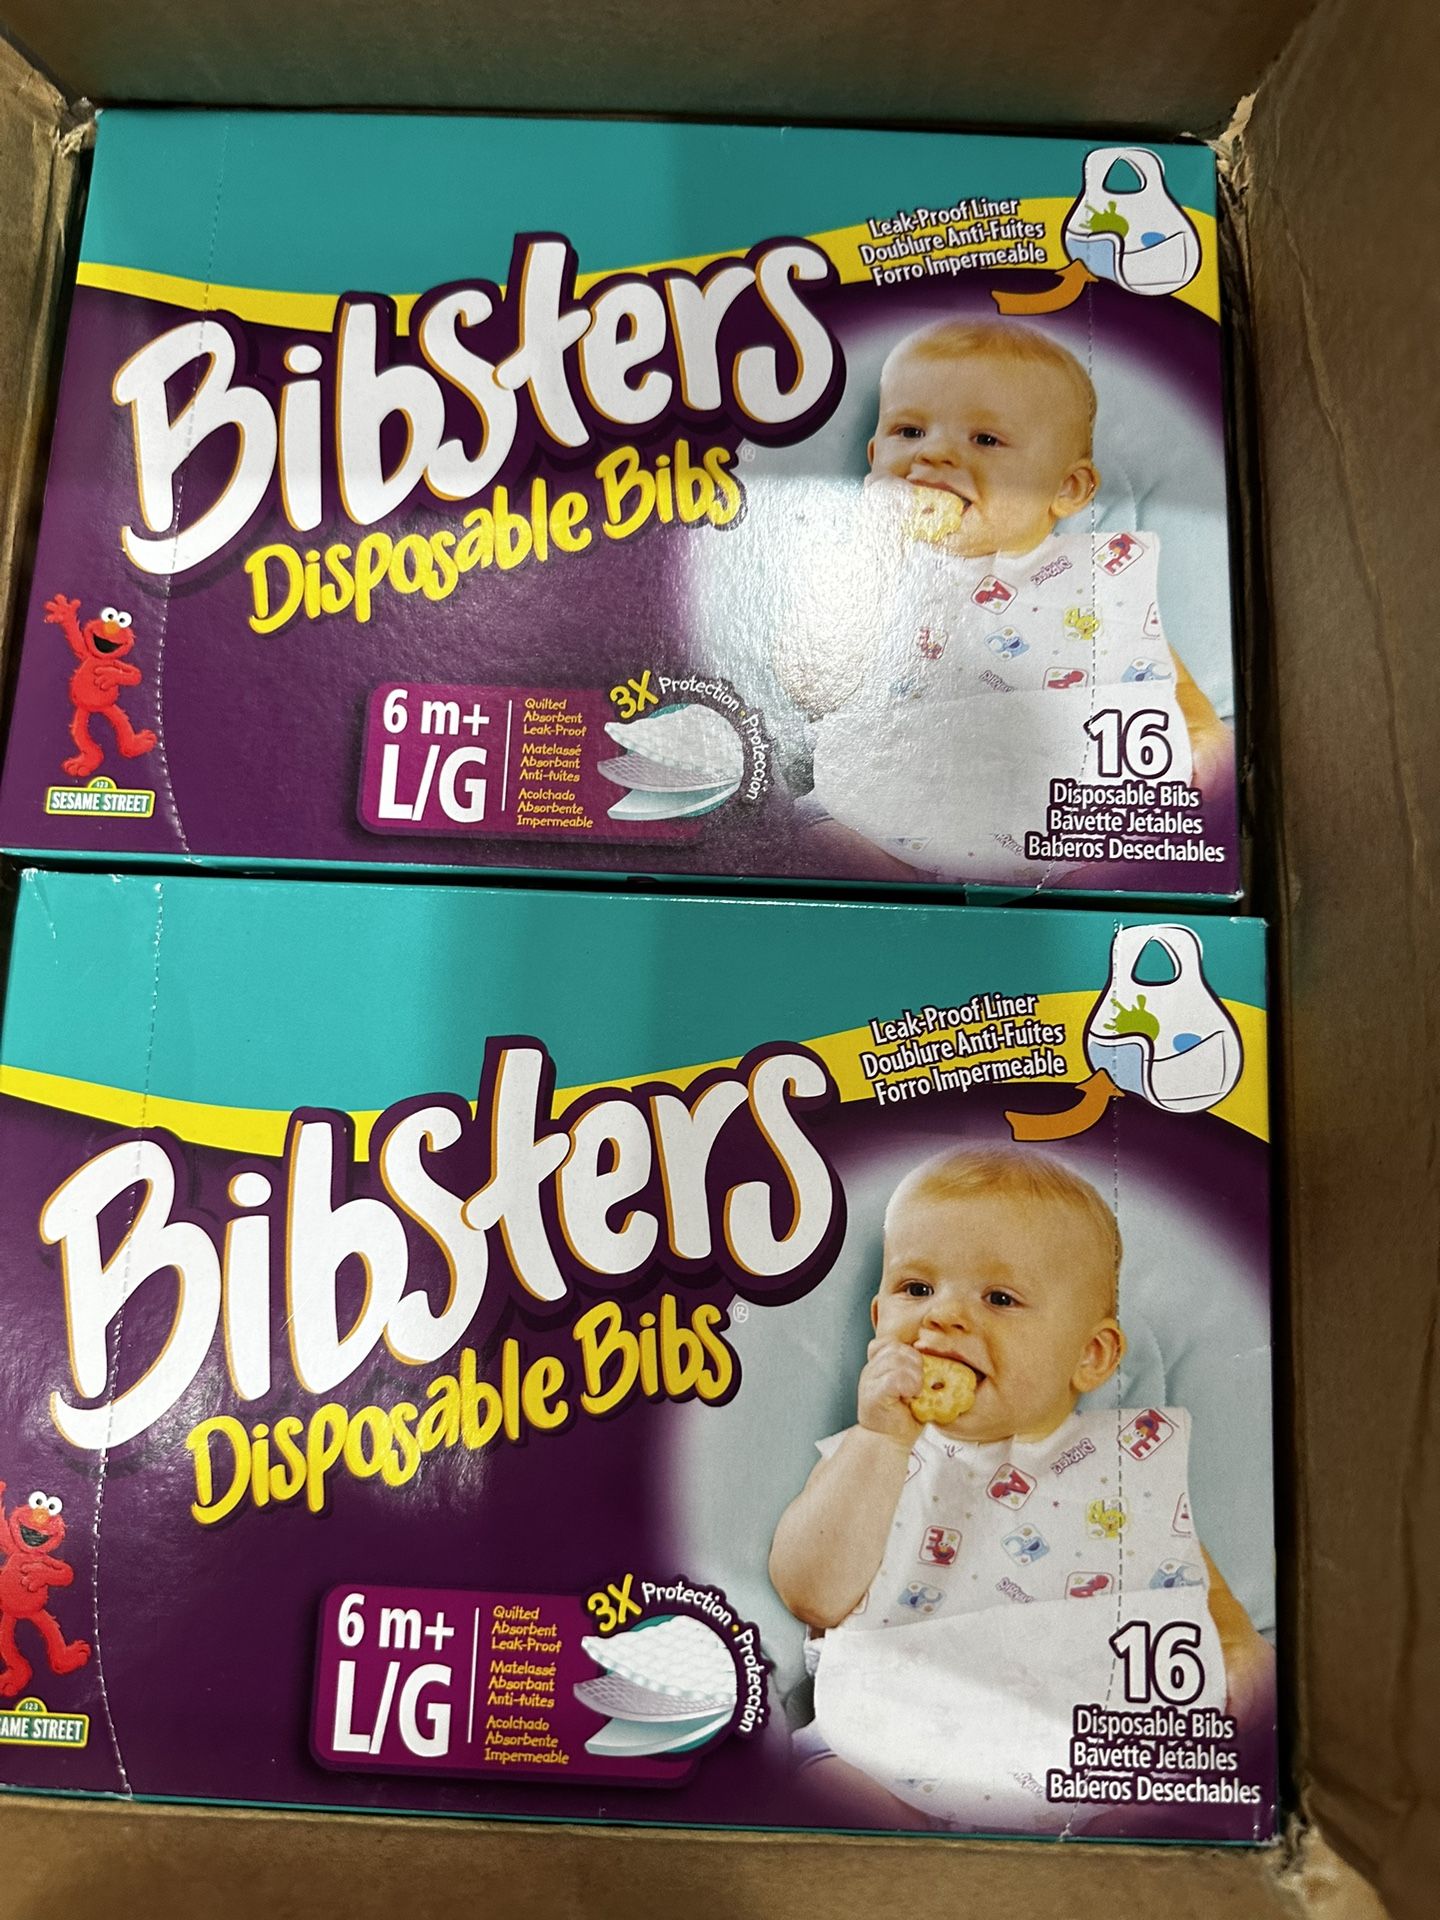 Leak-Proof Liner
Doublure Anti-Fuites
Forro Impermeable
Bibsters
Disposable Bibs®
SESAME STREET
6 m+
L/G
Quilted
Absorbent
Leak-Proof
Matelassé
Absorbant
Anti-fuites
Acolchado
Absorbente
Impermeable
3X Protection • Protección
16
Disposable Bibs
Bavette Jetables
Baberos Desechables
Leak-Proof Liner
Doublure Anti-Fuites
Forro Impermeable
Bibsters
Disposable Bibs®
AME STREET
6 m+
L/G
Quilted
Absorbent
Leak-Proof
Matelassé
Absorbant
Anti-fuites
Acolchado
Absorbente
Impermeable
3X Protection • Protección
16
Disposable Bibs
Bavette Jetables
Baberos Desechables